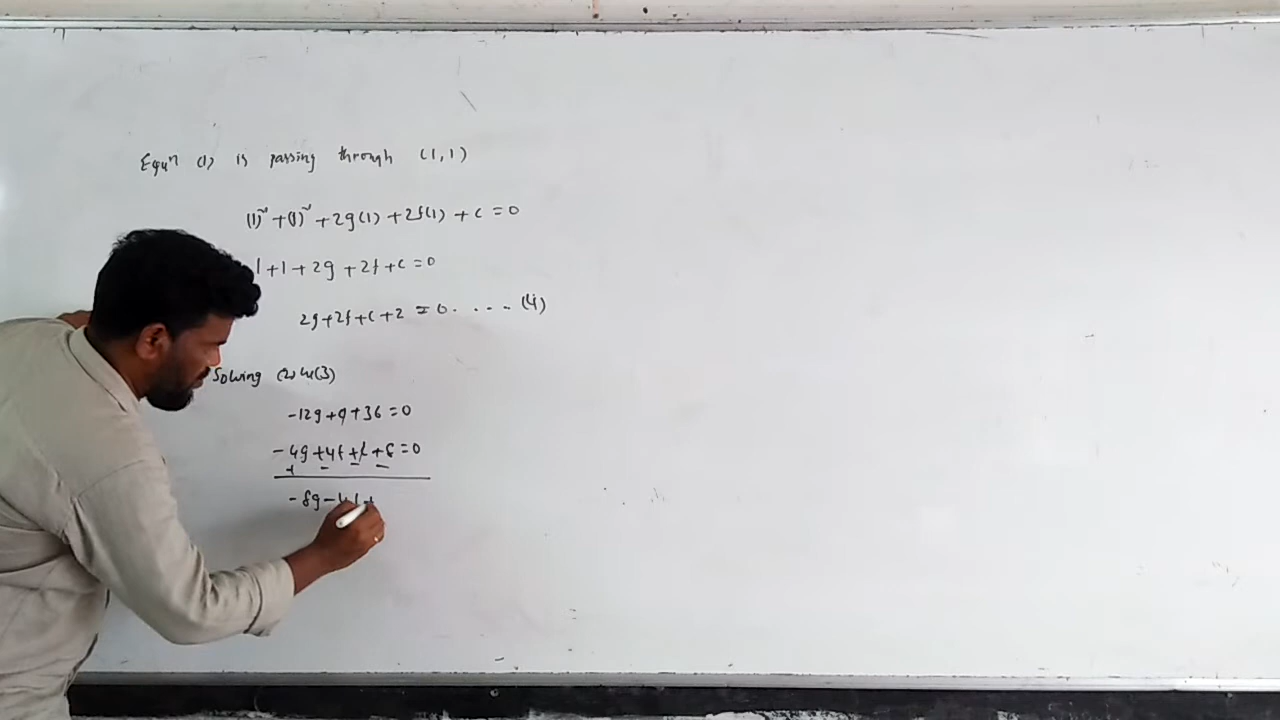 Equⁿ (1) is passing through (1,1)
(1)² + (1)² + 2g(1) + 2f(1) + c = 0
1 + 1 + 2g + 2f + c = 0
2g + 2f + c + 2 = 0 . . . . (4)
Solving (2) & (3)
-12g + c + 36 = 0
-4g + 4f + c + 8 = 0
+ - - -
-8g - 4f +